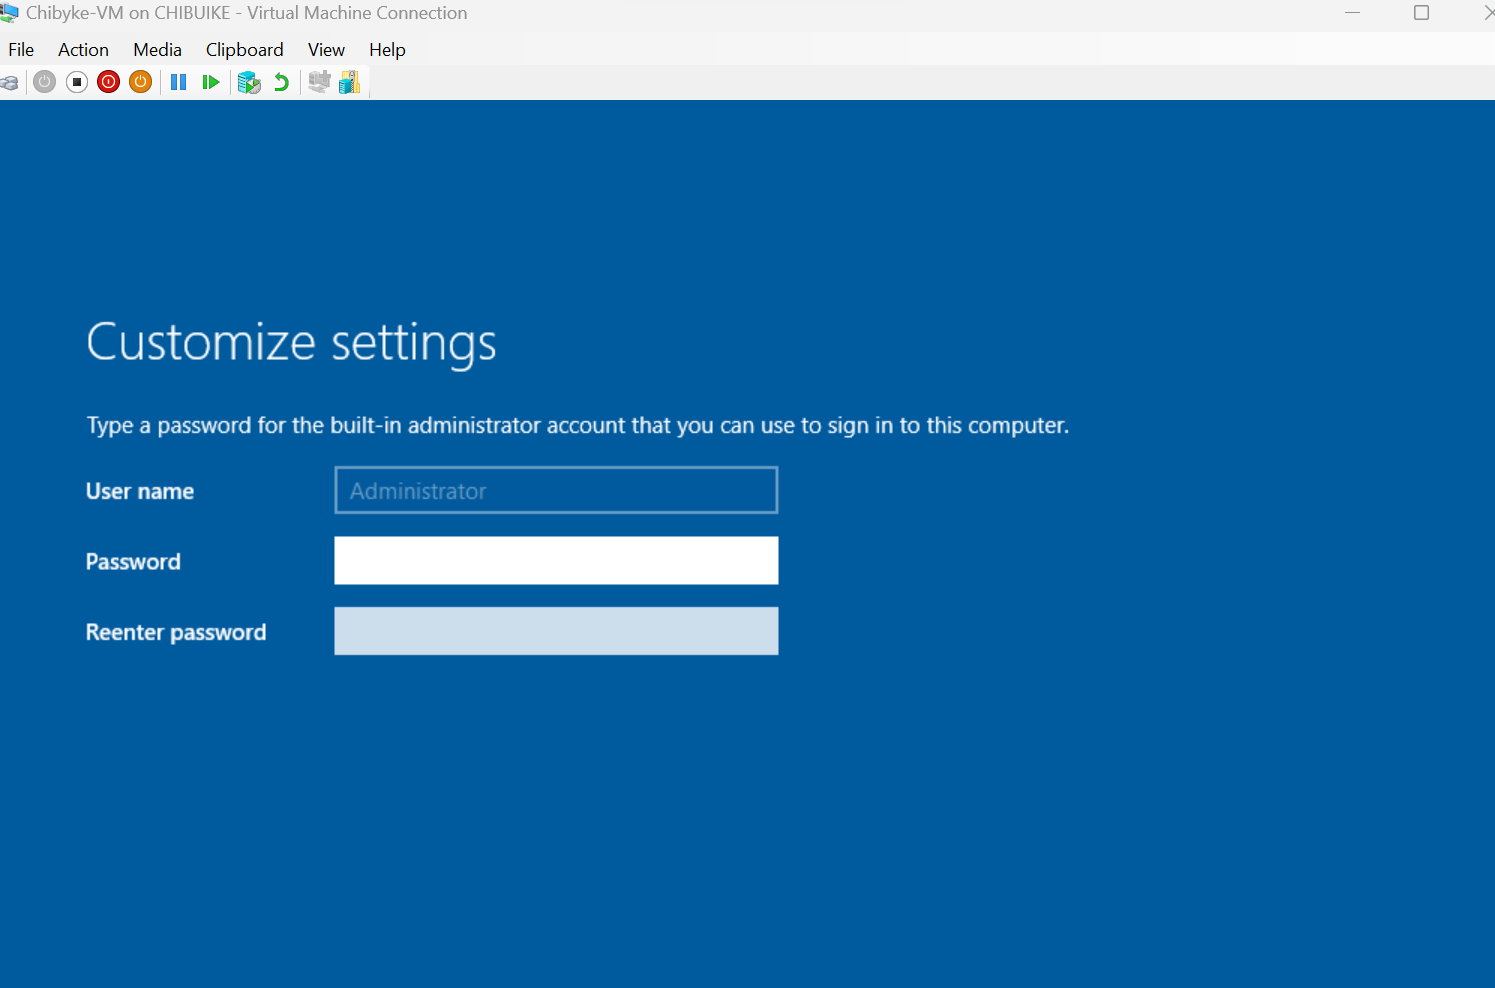 Chibyke-VM on CHIBUIKE - Virtual Machine Connection
File Action Media Clipboard View Help
Customize settings
Type a password for the built-in administrator account that you can use to sign in to this computer.
User name Administrator
Password
Reenter password